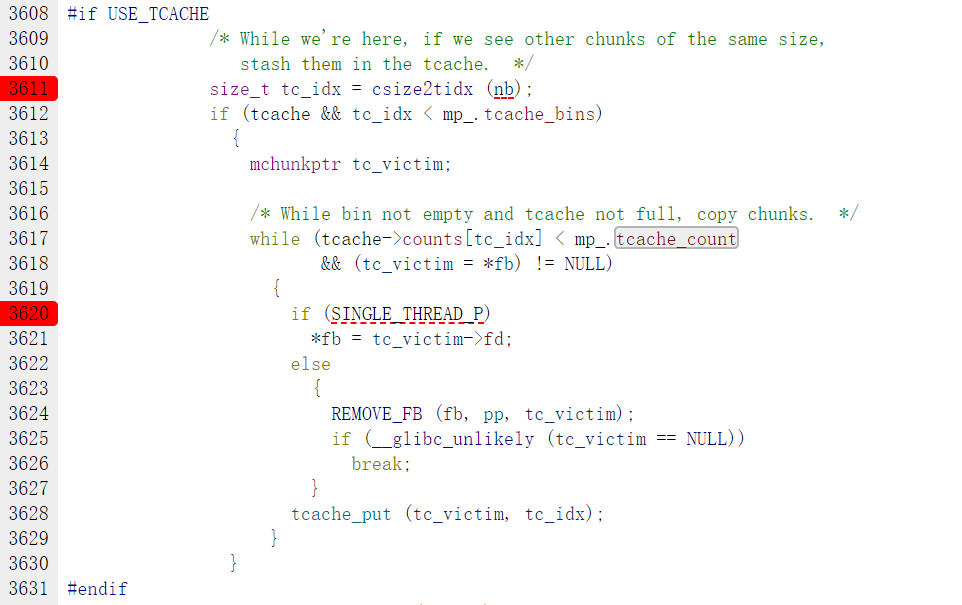 3608 #if USE_TCACHE
3609 /* While we're here, if we see other chunks of the same size,
3610 stash them in the tcache.  */
3611 size_t tc_idx = csize2tidx (nb);
3612 if (tcache && tc_idx < mp_.tcache_bins)
3613 {
3614 mchunkptr tc_victim;
3615
3616 /* While bin not empty and tcache not full, copy chunks.  */
3617 while (tcache->counts[tc_idx] < mp_.tcache_count
3618 && (tc_victim = *fb) != NULL)
3619 {
3620 if (SINGLE_THREAD_P)
3621 *fb = tc_victim->fd;
3622 else
3623 {
3624 REMOVE_FB (fb, pp, tc_victim);
3625 if (__glibc_unlikely (tc_victim == NULL))
3626 break;
3627 }
3628 tcache_put (tc_victim, tc_idx);
3629 }
3630 }
3631 #endif